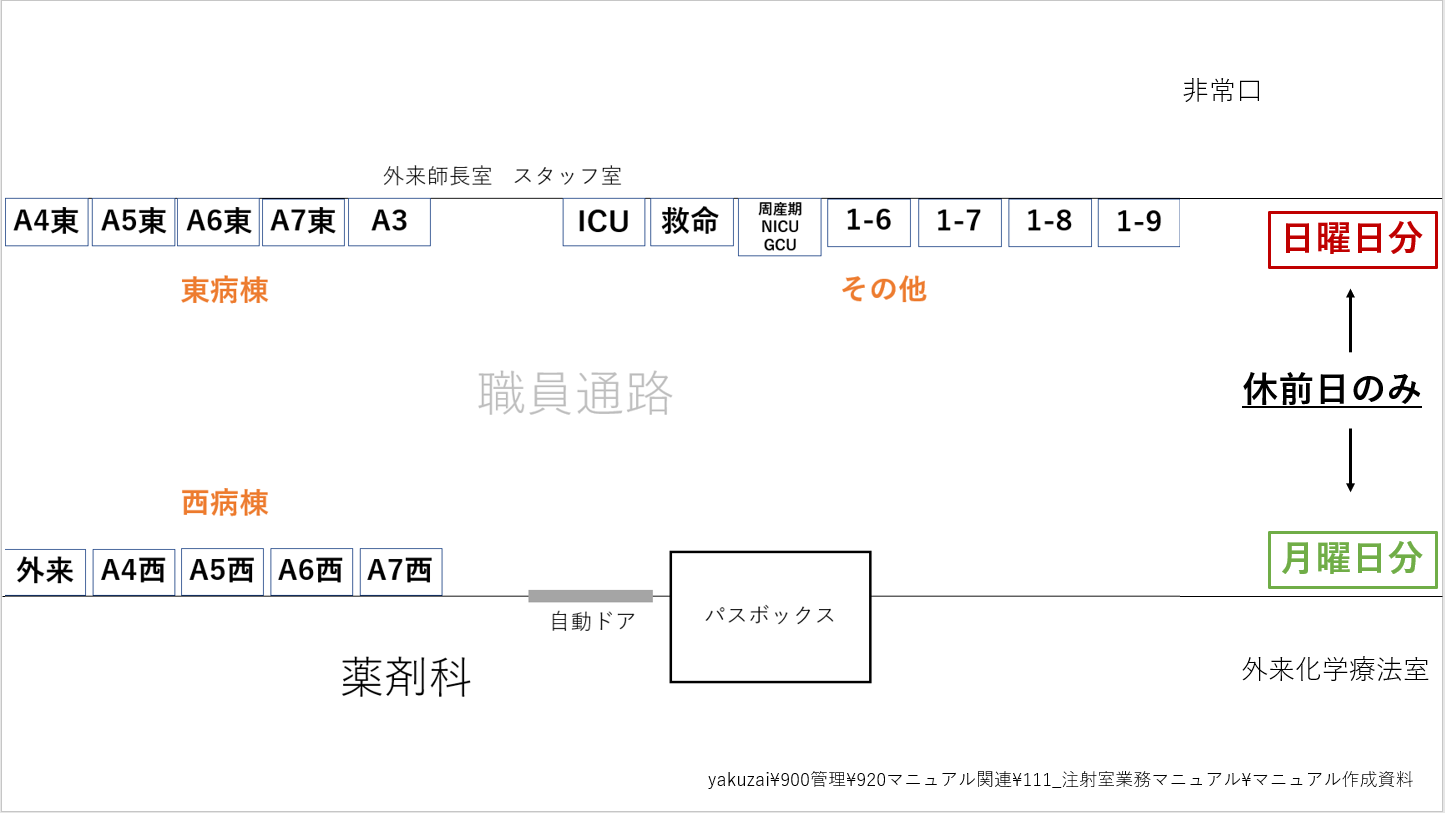 非常口
外来師長室 スタッフ室
A4東 A5東 A6東 A7東 A3 ICU 救命 周産期 NICU GCU 1-6 1-7 1-8 1-9
日曜日分
東病棟 その他
職員通路
休前日のみ
西病棟
月曜日分
外来 A4西 A5西 A6西 A7西
自動ドア
パスボックス
薬剤科
外来化学療法室
yakuzai¥900管理¥920マニュアル関連¥111_注射室業務マニュアル¥マニュアル作成資料